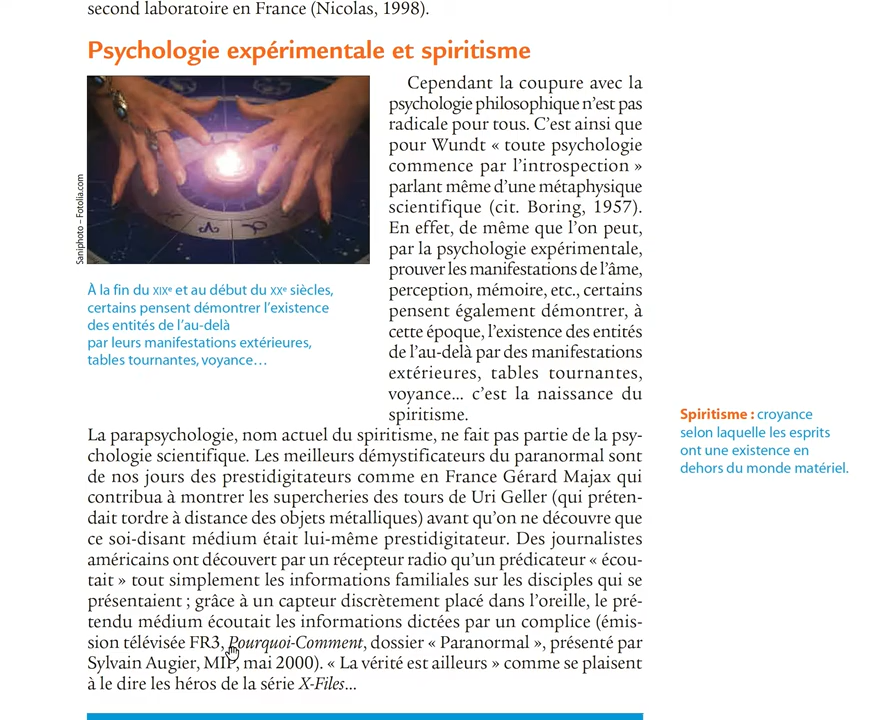 second laboratoire en France (Nicolas, 1998).
Psychologie expérimentale et spiritisme
Saniphoto – Fotolia.com
À la fin du XIXe et au début du XXe siècles,
certains pensent démontrer l'existence
des entités de l'au-delà
par leurs manifestations extérieures,
tables tournantes, voyance…
Cependant la coupure avec la
psychologie philosophique n'est pas
radicale pour tous. C'est ainsi que
pour Wundt « toute psychologie
commence par l'introspection »
parlant même d'une métaphysique
scientifique (cit. Boring, 1957).
En effet, de même que l'on peut,
par la psychologie expérimentale,
prouver les manifestations de l'âme,
perception, mémoire, etc., certains
pensent également démontrer, à
cette époque, l'existence des entités
de l'au-delà par des manifestations
extérieures, tables tournantes,
voyance… c'est la naissance du
spiritisme.
La parapsychologie, nom actuel du spiritisme, ne fait pas partie de la psy-
chologie scientifique. Les meilleurs démystificateurs du paranormal sont
de nos jours des prestidigitateurs comme en France Gérard Majax qui
contribua à montrer les supercheries des tours de Uri Geller (qui préten-
dait tordre à distance des objets métalliques) avant qu'on ne découvre que
ce soi-disant médium était lui-même prestidigitateur. Des journalistes
américains ont découvert par un récepteur radio qu'un prédicateur « écou-
tait » tout simplement les informations familiales sur les disciples qui se
présentaient ; grâce à un capteur discrètement placé dans l'oreille, le pré-
tendu médium écoutait les informations dictées par un complice (émis-
sion télévisée FR3, Pourquoi-Comment, dossier « Paranormal », présenté par
Sylvain Augier, MIP, mai 2000). « La vérité est ailleurs » comme se plaisent
à le dire les héros de la série X-Files…
Spiritisme : croyance
selon laquelle les esprits
ont une existence en
dehors du monde matériel.